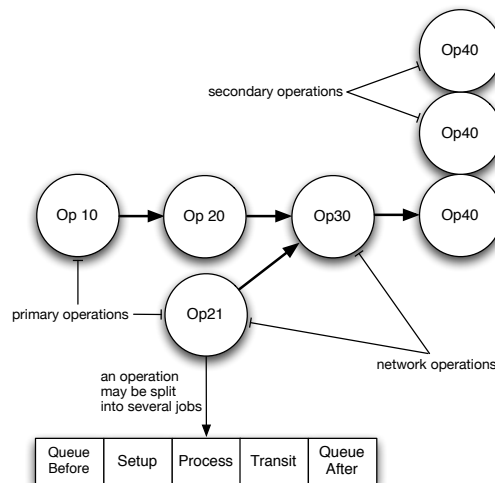 Op40
secondary operations
Op40
Op 10
Op 20
Op30
Op40
primary operations
Op21
network operations
an operation
may be split
into several jobs
Queue
Before
Setup
Process
Transit
Queue
After